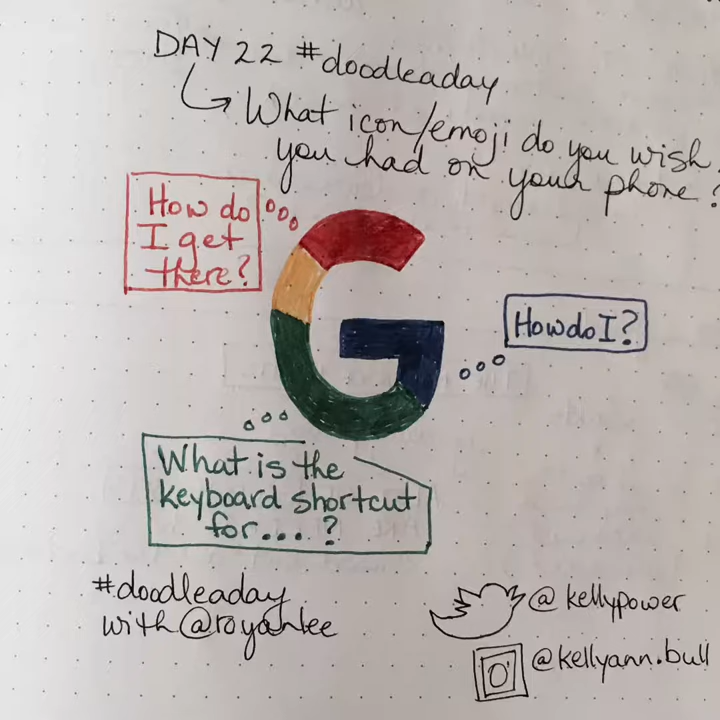 DAY 22 #doodleaday
What icon/emoji do you wish
you had on your phone?
How do
I get
there?
G
How do I?
What is the
keyboard shortcut
for....?
#doodleaday
with @royanlee
@kellypower
@kellyann.bull